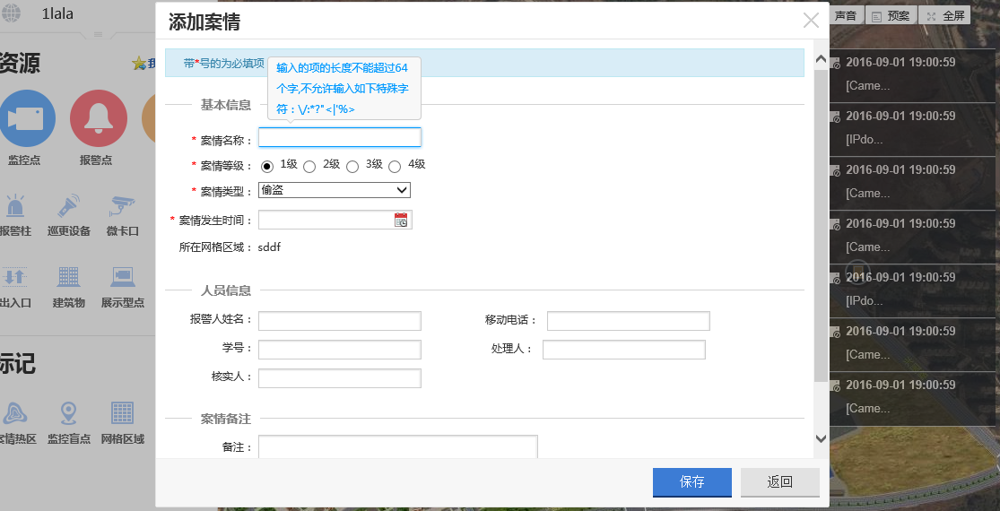 1lala
资源
监控点
报警点
报警柱
巡更设备
微卡口
出入口
建筑物
展示型点
标记
案情热区
监控盲点
网格区域
添加案情
带*号的为必填项
输入的项的长度不能超过64
个字,不允许输入如下特殊字
符：\/:*?"<|'%>
基本信息
* 案情名称：
* 案情等级： 1级 2级 3级 4级
* 案情类型： 偷盗
* 案情发生时间：
所在网格区域： sddf
人员信息
报警人姓名： 移动电话：
学号： 处理人：
核实人：
案情备注
备注：
保存 返回
声音 预案 全屏
2016-09-01 19:00:59
[Came...
2016-09-01 19:00:59
[IPdo...
2016-09-01 19:00:59
[Came...
2016-09-01 19:00:59
[Came...
2016-09-01 19:00:59
[IPdo...
2016-09-01 19:00:59
[Came...
2016-09-01 19:00:59
[Came...